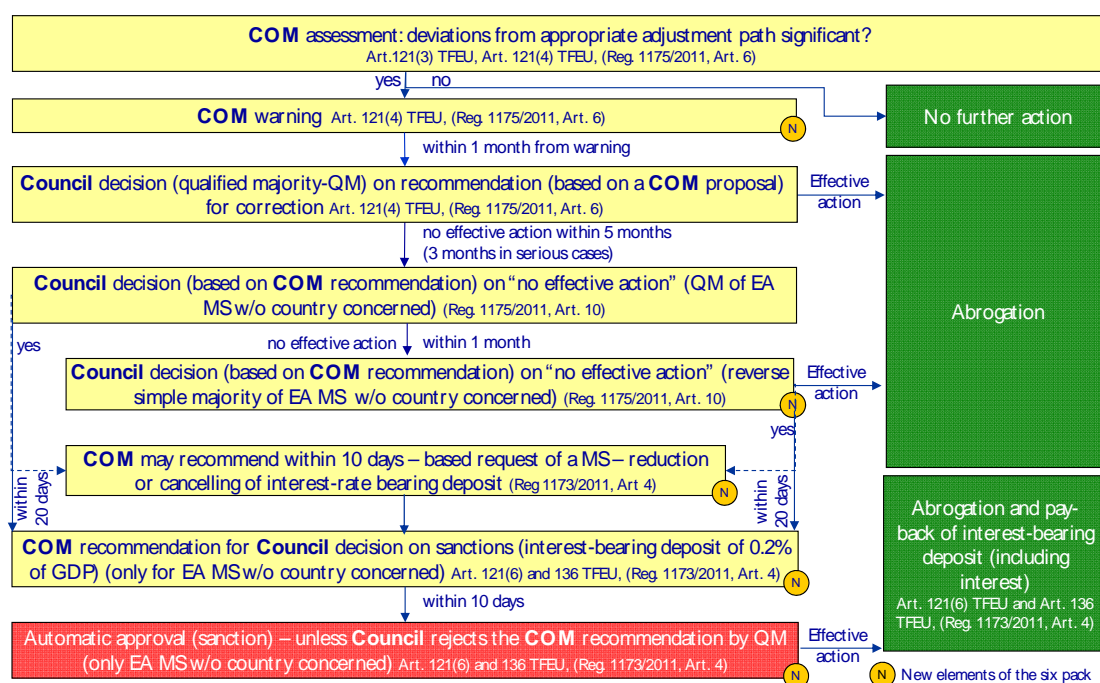 COM assessment: deviations from appropriate adjustment path significant?
Art.121(3) TFEU, Art. 121(4) TFEU, (Reg. 1175/2011, Art. 6)
yes
no
COM warning Art. 121(4) TFEU, (Reg. 1175/2011, Art. 6)
N
No further action
within 1 month from warning
Council decision (qualified majority-QM) on recommendation (based on a COM proposal)
for correction Art. 121(4) TFEU, (Reg. 1175/2011, Art. 6)
Effective
action
Abrogation
no effective action within 5 months
(3 months in serious cases)
Council decision (based on COM recommendation) on “no effective action” (QM of EA
MS w/o country concerned) (Reg. 1175/2011, Art. 10)
yes
no effective action
within 1 month
Council decision (based on COM recommendation) on “no effective action” (reverse
simple majority of EA MS w/o country concerned) (Reg. 1175/2011, Art. 10)
N
Effective
action
yes
COM may recommend within 10 days – based request of a MS – reduction
or cancelling of interest-rate bearing deposit (Reg 1173/2011, Art 4)
N
within
20 days
within
20 days
COM recommendation for Council decision on sanctions (interest-bearing deposit of 0.2%
of GDP) (only for EA MS w/o country concerned) Art. 121(6) and 136 TFEU, (Reg. 1173/2011, Art. 4)
N
Abrogation and pay-
back of interest-bearing
deposit (including
interest)
Art. 121(6) TFEU and Art. 136
TFEU, (Reg. 1173/2011, Art. 4)
within 10 days
Automatic approval (sanction) – unless Council rejects the COM recommendation by QM
(only EA MS w/o country concerned) Art. 121(6) and 136 TFEU, (Reg. 1173/2011, Art. 4)
N
Effective
action
N New elements of the six pack